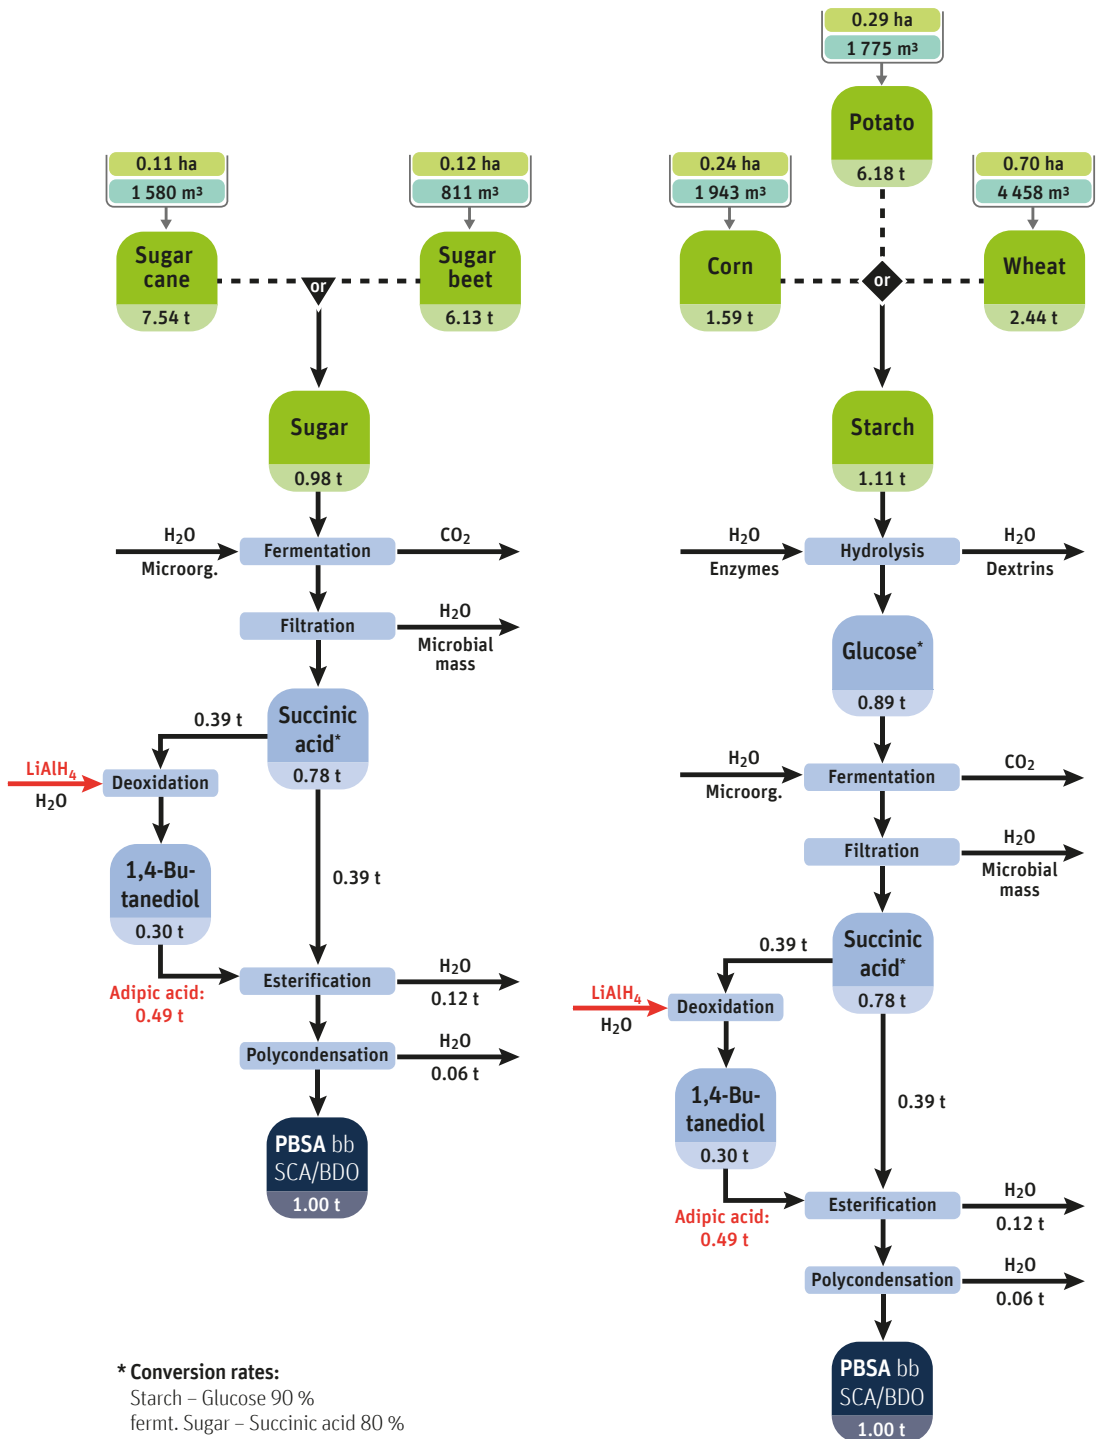 0.11 ha
1 580 m³
Sugar
cane
7.54 t
0.12 ha
811 m³
Sugar
beet
6.13 t
or
Sugar
0.98 t
H₂O
Microorg.
Fermentation
CO₂
Filtration
H₂O
Microbial
mass
0.39 t
Succinic
acid*
0.78 t
LiAlH₄
H₂O
Deoxidation
1,4-Bu-
tanediol
0.30 t
0.39 t
Adipic acid:
0.49 t
Esterification
H₂O
0.12 t
Polycondensation
H₂O
0.06 t
PBSA bb
SCA/BDO
1.00 t
* Conversion rates:
Starch – Glucose 90 %
fermt. Sugar – Succinic acid 80 %
0.29 ha
1 775 m³
Potato
6.18 t
0.24 ha
1 943 m³
Corn
1.59 t
0.70 ha
4 458 m³
Wheat
2.44 t
or
Starch
1.11 t
H₂O
Enzymes
Hydrolysis
H₂O
Dextrins
Glucose*
0.89 t
H₂O
Microorg.
Fermentation
CO₂
Filtration
H₂O
Microbial
mass
0.39 t
Succinic
acid*
0.78 t
LiAlH₄
H₂O
Deoxidation
1,4-Bu-
tanediol
0.30 t
0.39 t
Adipic acid:
0.49 t
Esterification
H₂O
0.12 t
Polycondensation
H₂O
0.06 t
PBSA bb
SCA/BDO
1.00 t